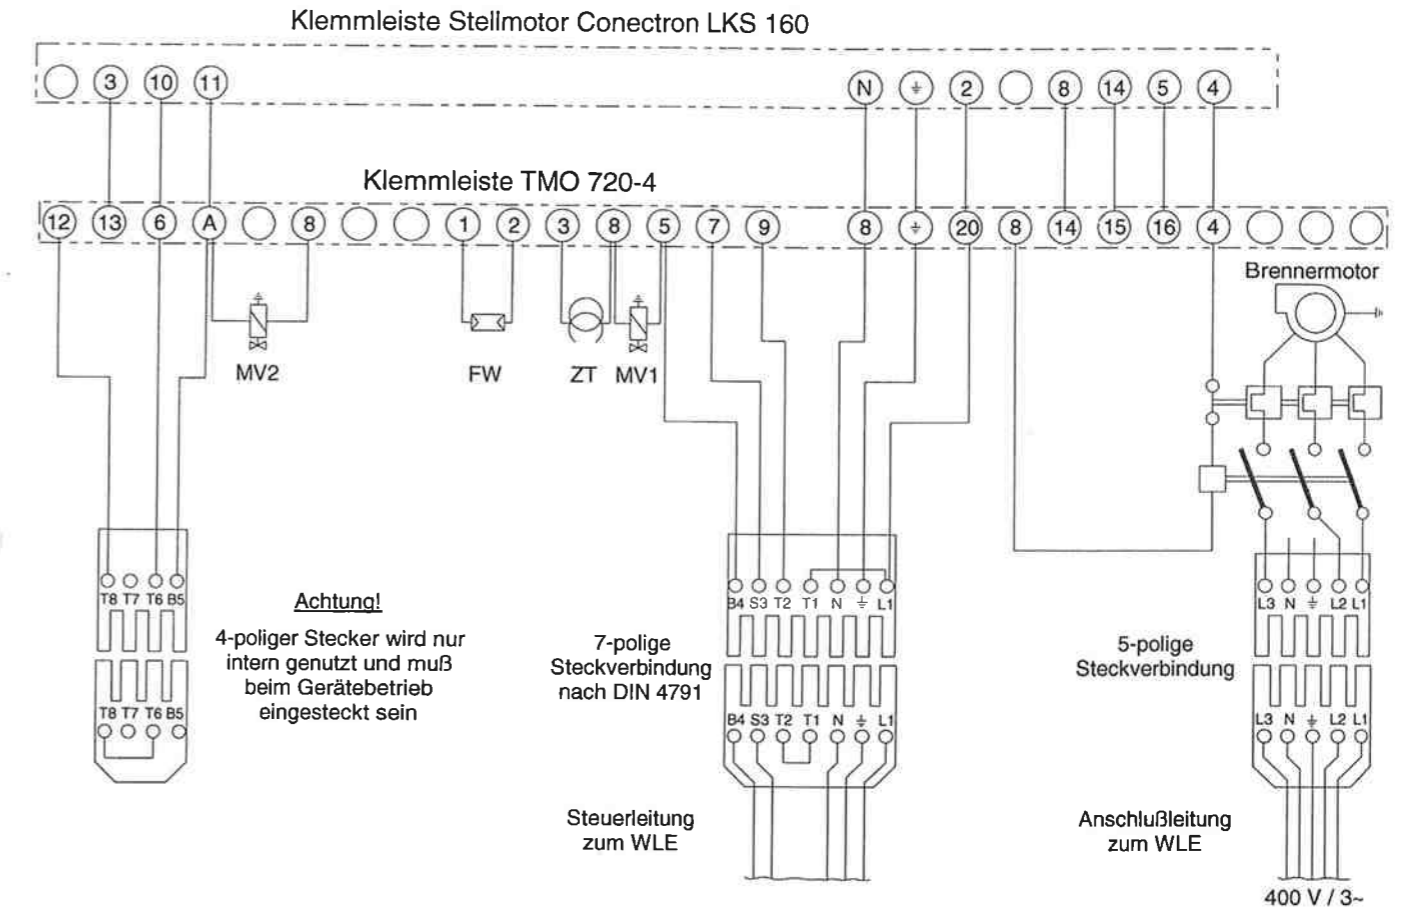 Klemmleiste Stellmotor Conectron LKS 160
3 10 11 N 2 8 14 5 4
Klemmleiste TMO 720-4
12 13 6 A 8 1 2 3 8 5 7 9 8 20 8 14 15 16 4
Brennermotor
MV2
FW
ZT
MV1
T8 T7 T6 B5
Achtung!
4-poliger Stecker wird nur
intern genutzt und muß
beim Gerätebetrieb
eingesteckt sein
T8 T7 T6 B5
B4 S3 T2 T1 N L1
7-polige
Steckverbindung
nach DIN 4791
B4 S3 T2 T1 N L1
Steuerleitung
zum WLE
L3 N L2 L1
5-polige
Steckverbindung
L3 N L2 L1
Anschlußleitung
zum WLE
400 V / 3~